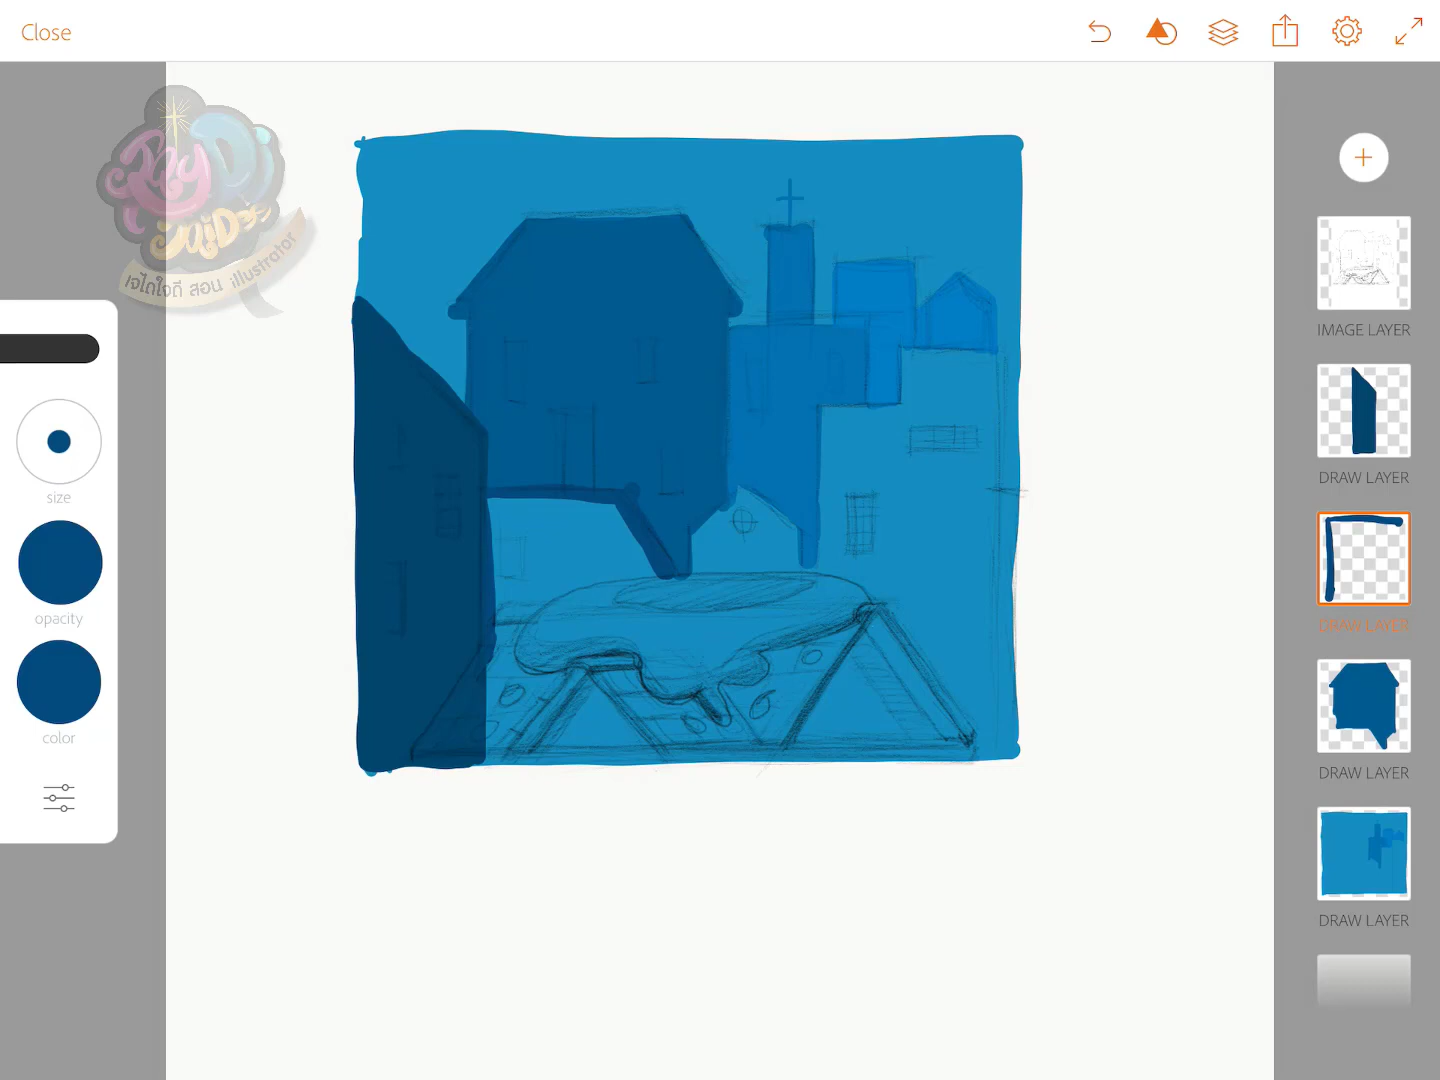 Close
เจไดใจดี สอน illustrator
size
opacity
color
IMAGE LAYER
DRAW LAYER
DRAW LAYER
DRAW LAYER
DRAW LAYER